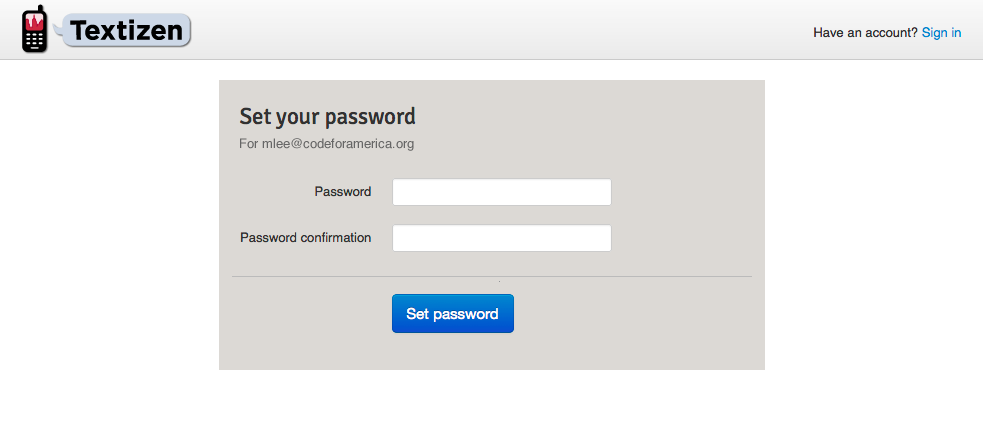 Textizen
Have an account? Sign in
Set your password
For mlee@codeforamerica.org
Password
Password confirmation
Set password